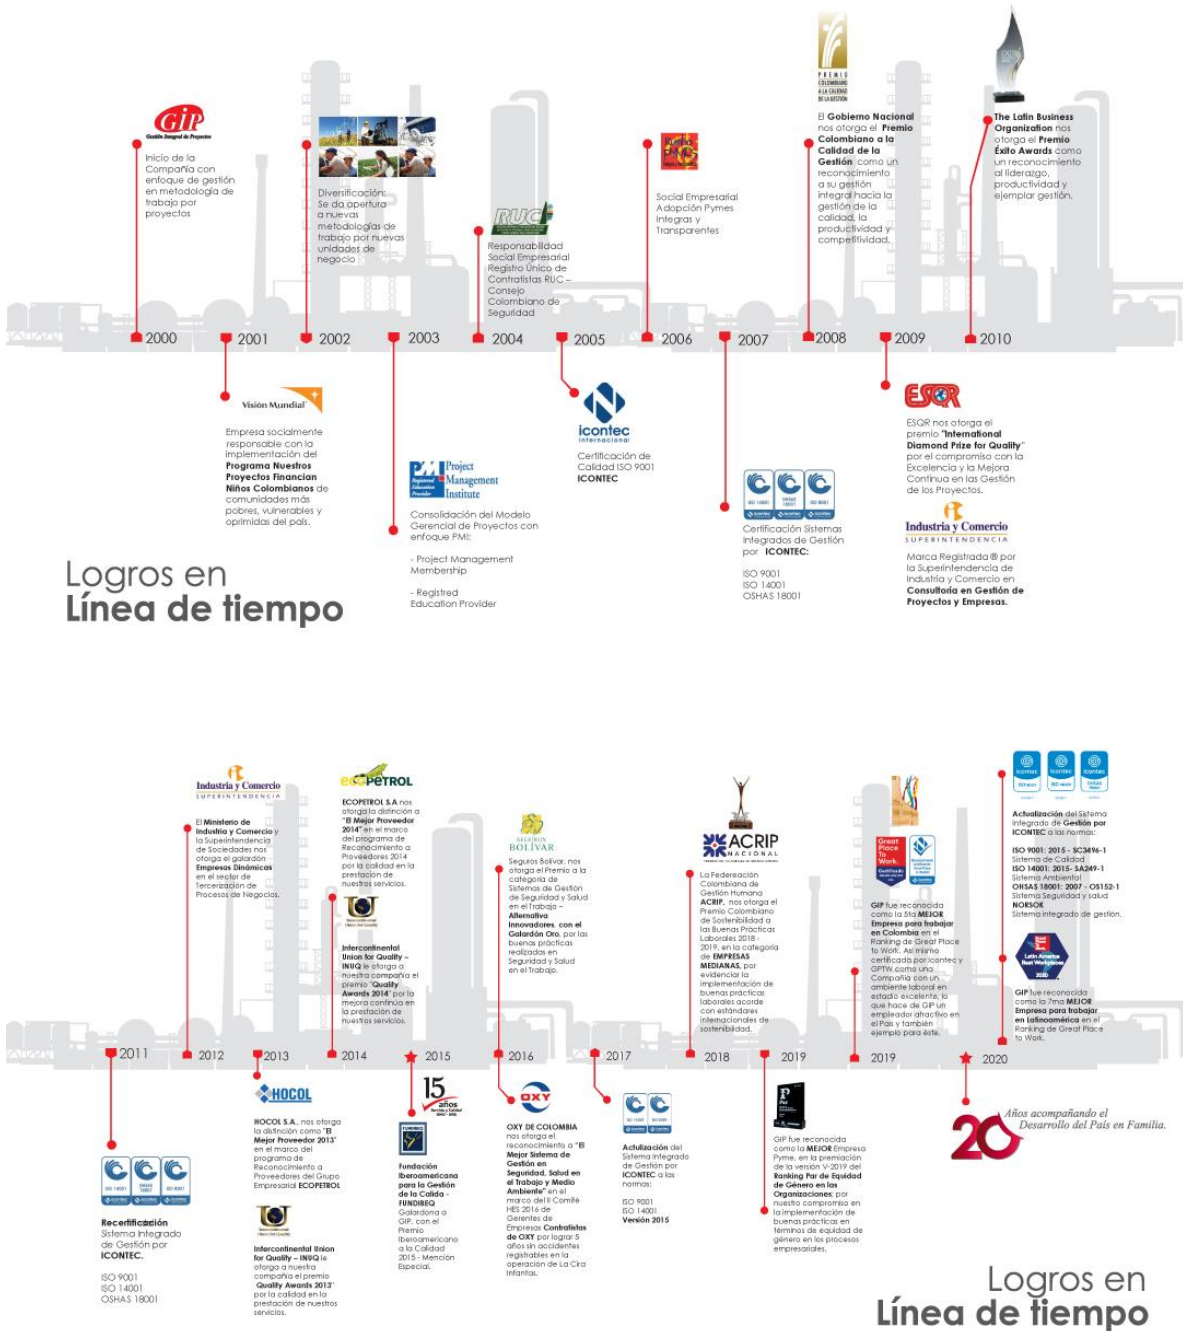 GiP
Gestión Integral de Proyectos
Inicio de la
Compañía con
enfoque de gestión
en metodología de
trabajo por
proyectos
Diversificación:
Se da apertura
a nuevas
metodologías de
trabajo por nuevas
unidades de
negocio
RUC
Responsabilidad
Social Empresarial
Registro Único de
Contratistas RUC –
Consejo
Colombiano de
Seguridad
Social Empresarial
Adopción Pymes
Integras y
Transparentes
PREMIO
COLOMBIANO
A LA CALIDAD
DE LA GESTIÓN
El Gobierno Nacional
nos otorga el Premio
Colombiano a la
Calidad de la
Gestión como un
reconocimiento
a su gestión
integral hacia la
gestión de la
calidad, la
productividad y
competitividad.
The Latin Business
Organization nos
otorga el Premio
Éxito Awards como
un reconocimiento
al liderazgo,
productividad y
ejemplar gestión.
2000
2001
2002
2003
2004
2005
2006
2007
2008
2009
2010
Visión Mundial
Empresa socialmente
responsable con la
implementación del
Programa Nuestros
Proyectos Financian
Niños Colombianos de
comunidades más
pobres, vulnerables y
oprimidas del país.
PMI
Registered
Education
Provider
Project
Management
Institute
Consolidación del Modelo
Gerencial de Proyectos con
enfoque PMI:
- Project Management
Membership
- Registred
Education Provider
icontec
internacional
Certificación de
Calidad ISO 9001
ICONTEC
Certificación Sistemas
Integrados de Gestión
por ICONTEC:
ISO 9001
ISO 14001
OSHAS 18001
ESQR
ESQR nos otorga el
premio "International
Diamond Prize for Quality"
por el compromiso con la
Excelencia y la Mejora
Continua en las Gestión
de los Proyectos.
Industria y Comercio
SUPERINTENDENCIA
Marca Registrada ® por
la Superintendencia de
Industria y Comercio en
Consultoría en Gestión de
Proyectos y Empresas.
Logros en
Línea de tiempo
Industria y Comercio
SUPERINTENDENCIA
El Ministerio de
Industria y Comercio y
la Superintendencia
de Sociedades nos
otorga el galardón
Empresas Dinámicas
en el sector de
Tercerización de
Procesos de Negocios.
ecoPETROL
ECOPETROL S.A nos
otorga la distinción a
"El Mejor Proveedor
2014" en el marco
del programa de
Reconocimiento a
Proveedores 2014
por la calidad en la
prestación de
nuestros servicios.
Intercontinental
Union for Quality –
INUQ le otorga a
nuestra compañía el
premio "Quality
Awards 2014" por la
mejora continua en
la prestación de
nuestros servicios.
SEGUROS
BOLÍVAR
Seguros Bolívar, nos
otorga el Premio a la
categoría de
Sistemas de Gestión
de Seguridad y Salud
en el Trabajo –
Alternativa
Innovadores, con el
Galardón Oro, por las
buenas prácticas
realizadas en
Seguridad y Salud
en el Trabajo.
ACRIP
NACIONAL
La Federeación
Colombiana de
Gestión Humana
ACRIP, nos otorga el
Premio Colombiano
de Sostenibilidad a
las Buenas Prácticas
Laborales 2018 -
2019, en la categoría
de EMPRESAS
MEDIANAS, por
evidenciar la
implementación de
buenas prácticas
laborales acorde
con estándares
internacionales de
sostenibilidad.
Great
Place
To
Work.
Certificada
GIP fue reconocida
como la 5ta MEJOR
Empresa para trabajar
en Colombia en el
Ranking de Great Place
to Work. Así mismo
certificada por Icontec y
GPTW como una
Compañía con un
ambiente laboral en
estadio excelente; lo
que hace de GIP un
empleador atractivo en
el País y también
ejemplo para éste.
icontec
icontec
icontec
Actualización del Sistema
Integrado de Gestión por
ICONTEC a las normas:
ISO 9001: 2015 - SC3496-1
Sistema de Calidad
ISO 14001: 2015- SA249-1
Sistema Ambiental
OHSAS 18001: 2007 - OS152-1
Sistema Seguridad y salud
NORSOK
Sistema integrado de gestión.
Latin America
Best Workplaces
2020
GIP fue reconocida
como la 7ma MEJOR
Empresa para trabajar
en Latinoamérica en el
Ranking de Great Place
to Work.
2011
2012
2013
2014
2015
2016
2017
2018
2019
2019
2020
Recertificación
Sistema Integrado
de Gestión por
ICONTEC.
ISO 9001
ISO 14001
OSHAS 18001
HOCOL
HOCOL S.A., nos otorga
la distinción como "El
Mejor Proveedor 2013"
en el marco del
programa de
Reconocimiento a
Proveedores del Grupo
Empresarial ECOPETROL
Intercontinental Union
for Quality – INUQ le
otorga a nuestra
compañía el premio
Quality Awards 2013"
por la calidad en la
prestación de nuestros
servicios.
15
años
FUNDIBEQ
Fundación
Iberoamericana
para la Gestión
de la Calida -
FUNDIBEQ
Galardona a
GIP, con el
Premio
Iberoamericano
a la Calidad
2015 - Mención
Especial.
OXY
OXY DE COLOMBIA
nos otorga el
reconocimiento a "El
Mejor Sistema de
Gestión en
Seguridad, Salud en
el Trabajo y Medio
Ambiente" en el
marco del II Comité
HES 2016 de
Gerentes de
Empresas Contratistas
de OXY por lograr 5
años sin accidentes
registables en la
operación de La Cira
Infantas.
Actulización del
Sistema Integrado
de Gestión por
ICONTEC a las
normas:
ISO 9001
ISO 14001
Versión 2015
GIP fue reconocida
como la MEJOR Empresa
Pyme, en la premiación
de la versión V-2019 del
Ranking Par de Equidad
de Género en las
Organizaciones; por
nuestro compromiso en
la implementación de
buenas prácticas en
términos de equidad de
género en los procesos
empresariales.
20
Años acompañando el
Desarrollo del País en Familia.
Logros en
Línea de tiempo